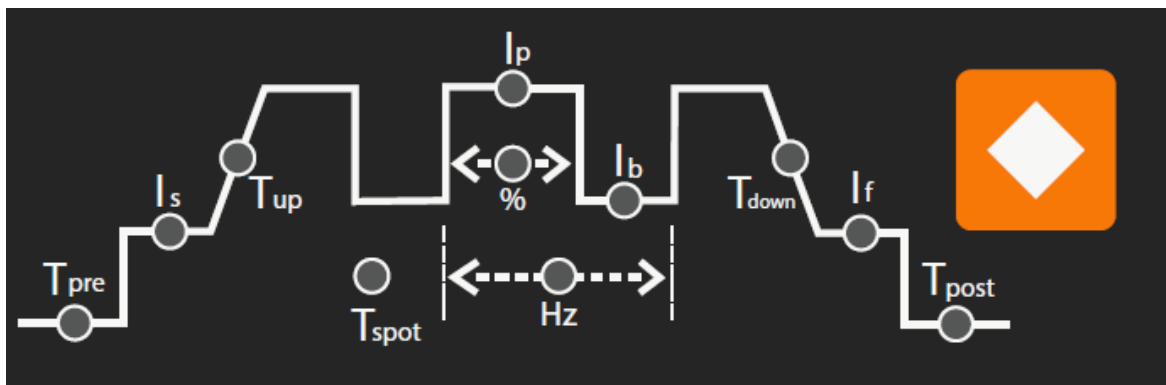 Ip
Is
Tup
%
Ib
Tdown
If
Tpre
Tspot
Hz
Tpost